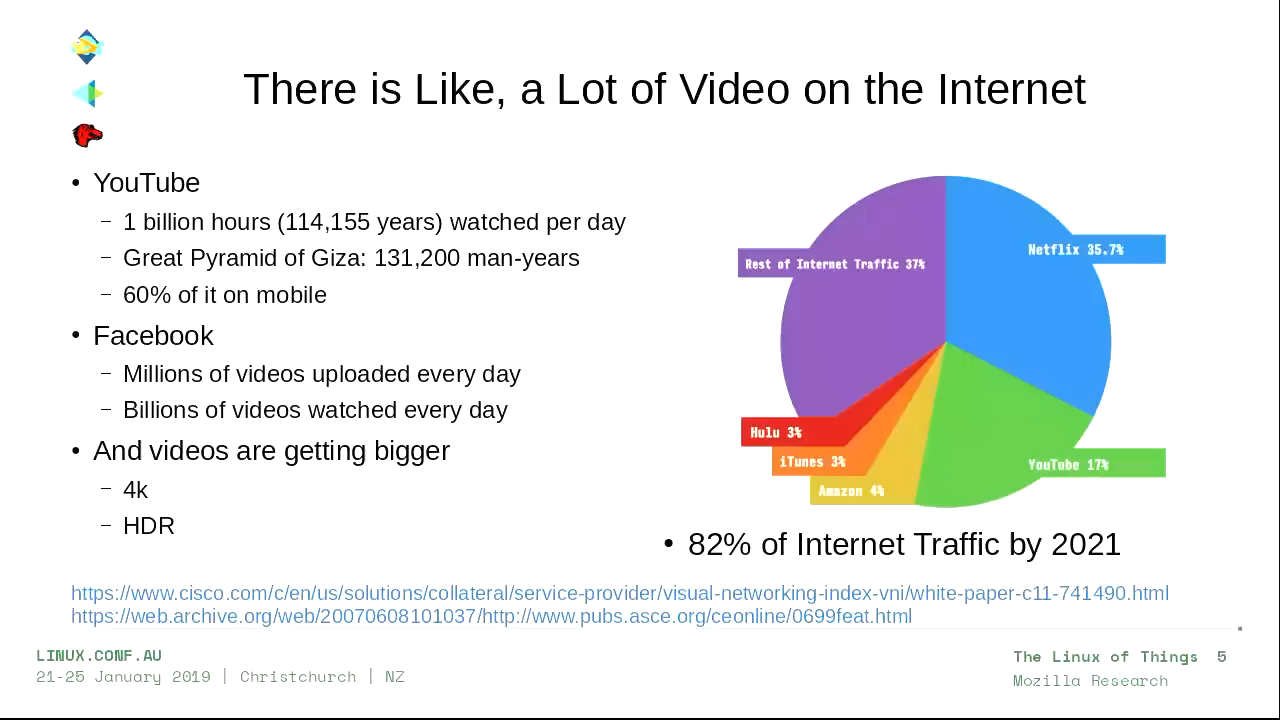 There is Like, a Lot of Video on the Internet
• YouTube
– 1 billion hours (114,155 years) watched per day
– Great Pyramid of Giza: 131,200 man-years
– 60% of it on mobile
• Facebook
– Millions of videos uploaded every day
– Billions of videos watched every day
• And videos are getting bigger
– 4k
– HDR
Netflix 35.7%
Rest of Internet Traffic 37%
Hulu 3%
iTunes 3%
Amazon 4%
YouTube 17%
• 82% of Internet Traffic by 2021
https://www.cisco.com/c/en/us/solutions/collateral/service-provider/visual-networking-index-vni/white-paper-c11-741490.html
https://web.archive.org/web/20070608101037/http://www.pubs.asce.org/ceonline/0699feat.html
LINUX.CONF.AU
21-25 January 2019 | Christchurch | NZ
The Linux of Things 5
Mozilla Research